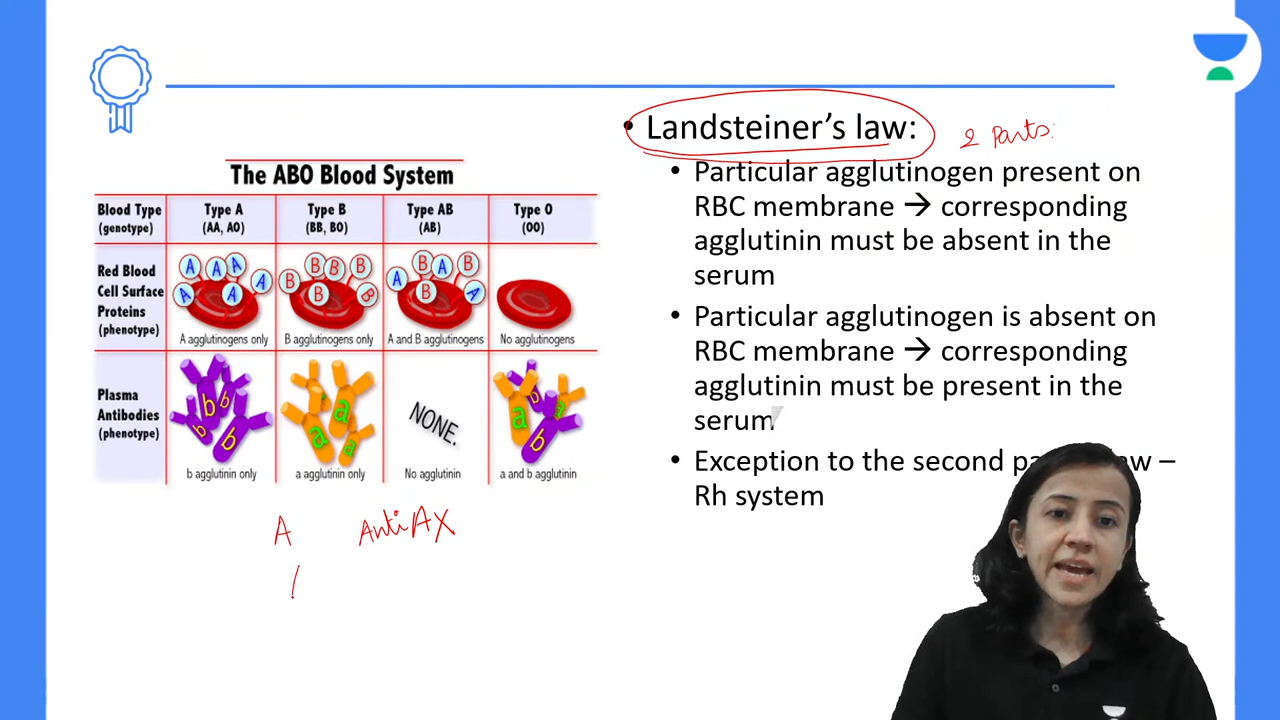 The ABO Blood System
Blood Type
(genotype)
Type A
(AA, AO)
Type B
(BB, BO)
Type AB
(AB)
Type O
(OO)
Red Blood
Cell Surface
Proteins
(phenotype)
A A A A A A
B B B B B B
A B A B B A
A agglutinogens only
B agglutinogens only
A and B agglutinogens
No agglutinogens
Plasma
Antibodies
(phenotype)
b b b b
a a a
NONE.
a b a b
b agglutinin only
a agglutinin only
No agglutinin
a and b agglutinin
A Anti A X
• Landsteiner's law:
2 Parts:
• Particular agglutinogen present on
RBC membrane → corresponding
agglutinin must be absent in the
serum
• Particular agglutinogen is absent on
RBC membrane → corresponding
agglutinin must be present in the
serum
• Exception to the second –
Rh system